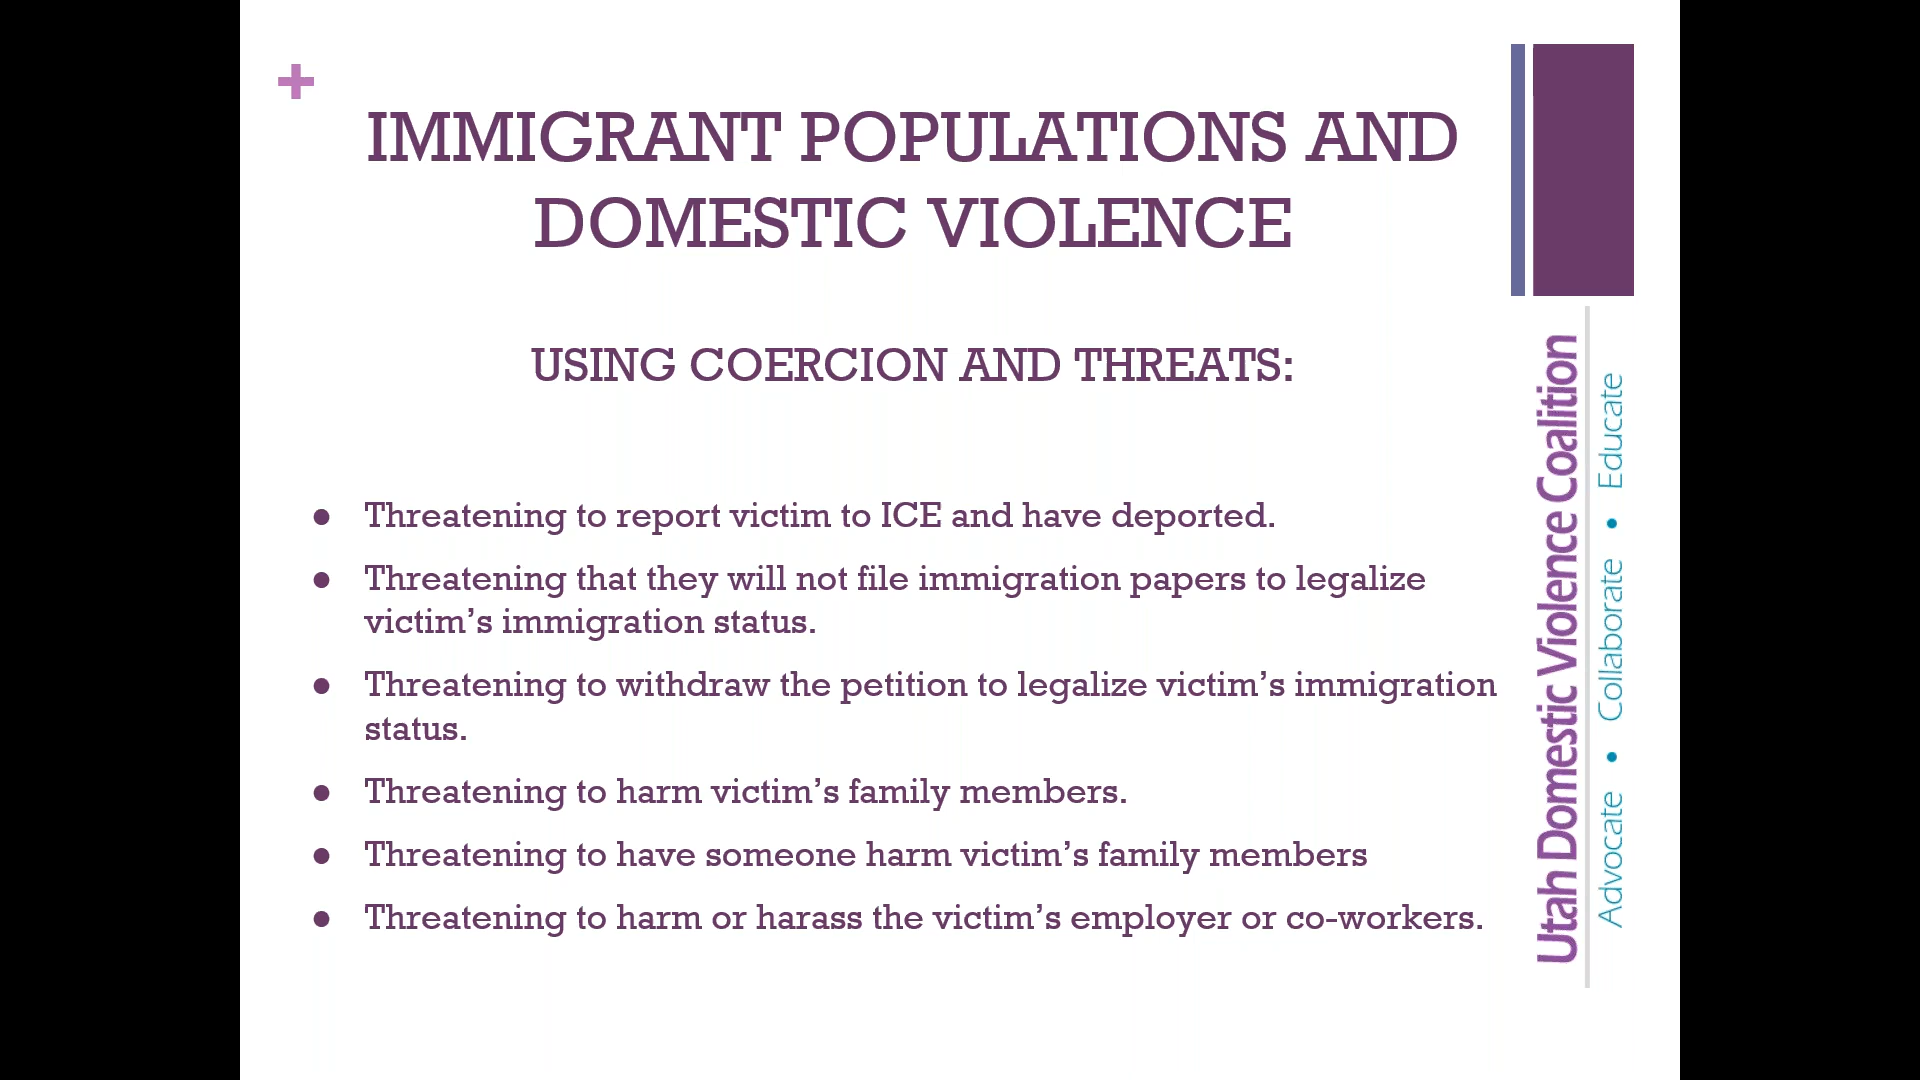 +
IMMIGRANT POPULATIONS AND
DOMESTIC VIOLENCE
USING COERCION AND THREATS:
● Threatening to report victim to ICE and have deported.
● Threatening that they will not file immigration papers to legalize
victim’s immigration status.
● Threatening to withdraw the petition to legalize victim’s immigration
status.
● Threatening to harm victim’s family members.
● Threatening to have someone harm victim’s family members
● Threatening to harm or harass the victim’s employer or co-workers.
Utah Domestic Violence Coalition
Advocate • Collaborate • Educate